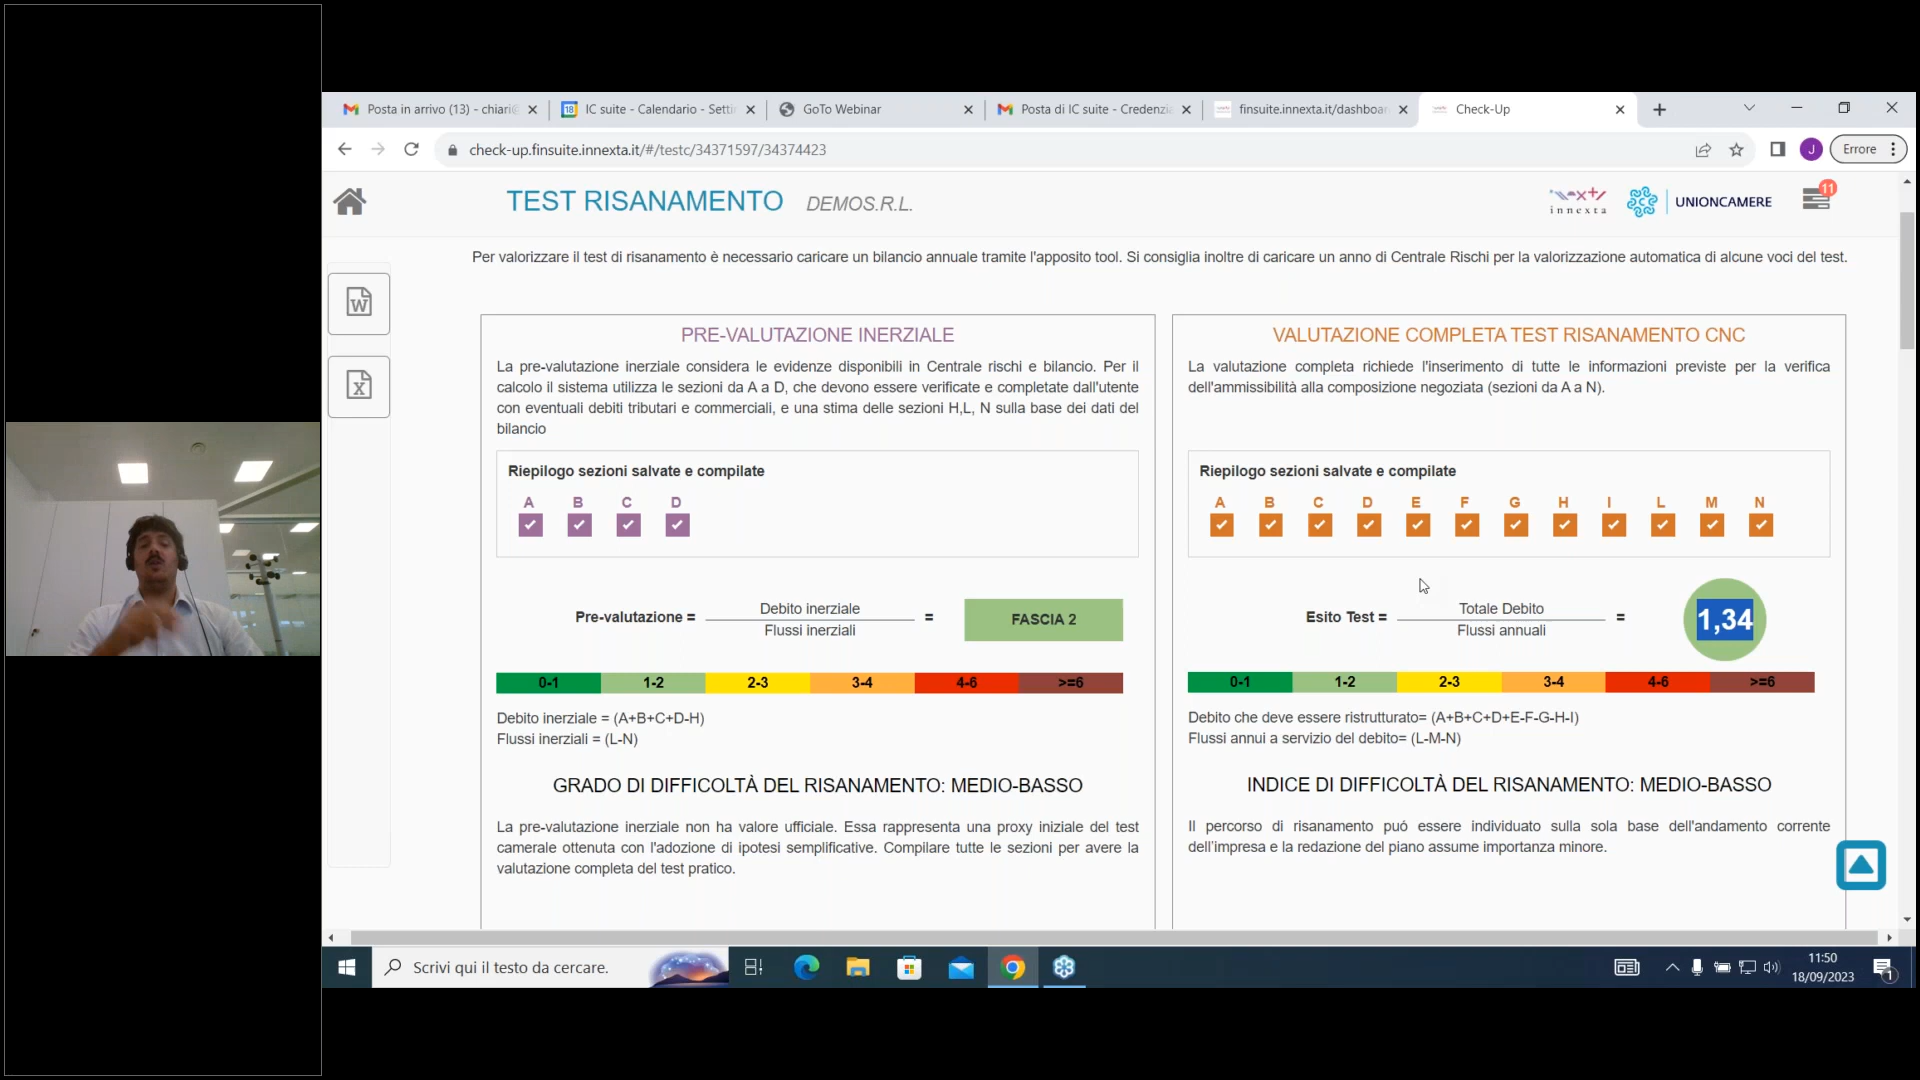 Posta in arrivo (13) - chiari@
IC suite - Calendario - Setti
GoTo Webinar
Posta di IC suite - Credenzia
finsuite.innexta.it/dashboar
Check-Up
check-up.finsuite.innexta.it/#/testc/34371597/34374423
J
Errore
TEST RISANAMENTO DEMOS.R.L.
innexta
UNIONCAMERE
11
Per valorizzare il test di risanamento è necessario caricare un bilancio annuale tramite l'apposito tool. Si consiglia inoltre di caricare un anno di Centrale Rischi per la valorizzazione automatica di alcune voci del test.
W
X
PRE-VALUTAZIONE INERZIALE
La pre-valutazione inerziale considera le evidenze disponibili in Centrale rischi e bilancio. Per il
calcolo il sistema utilizza le sezioni da A a D, che devono essere verificate e completate dall'utente
con eventuali debiti tributari e commerciali, e una stima delle sezioni H,L, N sulla base dei dati del
bilancio
Riepilogo sezioni salvate e compilate
A B C D
Pre-valutazione = Debito inerziale
Flussi inerziali
= FASCIA 2
0-1 1-2 2-3 3-4 4-6 >=6
Debito inerziale = (A+B+C+D-H)
Flussi inerziali = (L-N)
GRADO DI DIFFICOLTÀ DEL RISANAMENTO: MEDIO-BASSO
La pre-valutazione inerziale non ha valore ufficiale. Essa rappresenta una proxy iniziale del test
camerale ottenuta con l'adozione di ipotesi semplificative. Compilare tutte le sezioni per avere la
valutazione completa del test pratico.
VALUTAZIONE COMPLETA TEST RISANAMENTO CNC
La valutazione completa richiede l'inserimento di tutte le informazioni previste per la verifica
dell'ammissibilità alla composizione negoziata (sezioni da A a N).
Riepilogo sezioni salvate e compilate
A B C D E F G H I L M N
Esito Test = Totale Debito
Flussi annuali
= 1,34
0-1 1-2 2-3 3-4 4-6 >=6
Debito che deve essere ristrutturato= (A+B+C+D+E-F-G-H-I)
Flussi annui a servizio del debito= (L-M-N)
INDICE DI DIFFICOLTÀ DEL RISANAMENTO: MEDIO-BASSO
Il percorso di risanamento puó essere individuato sulla sola base dell'andamento corrente
dell'impresa e la redazione del piano assume importanza minore.
Scrivi qui il testo da cercare.
11:50
18/09/2023
1